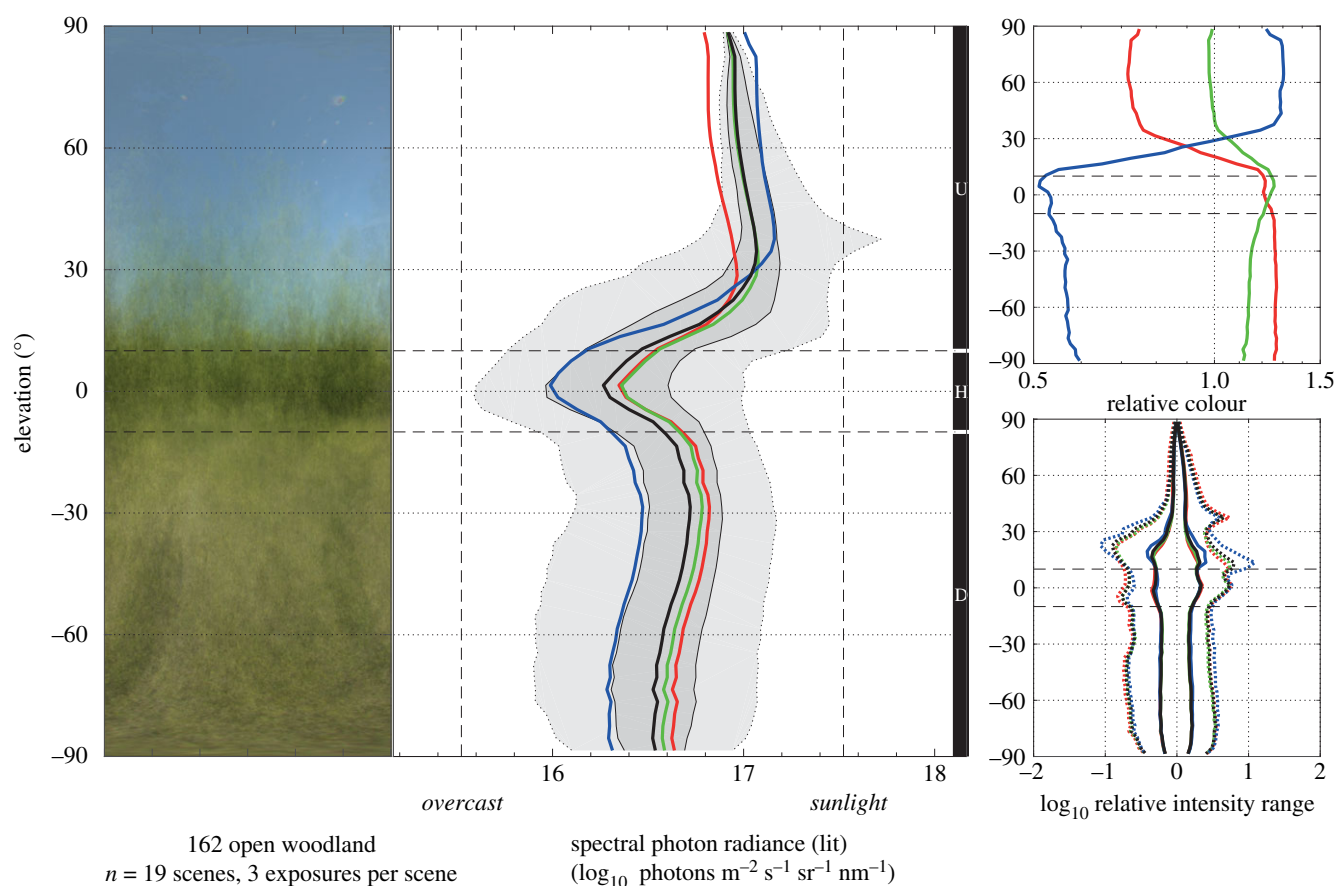 90
60
30
0
–30
–60
–90
elevation (°)
U
H
D
16
17
18
overcast
sunlight
162 open woodland
n = 19 scenes, 3 exposures per scene
spectral photon radiance (lit)
(log10 photons m–2 s–1 sr–1 nm–1)
90
60
30
0
–30
–60
–90
0.5
1.0
1.5
relative colour
90
60
30
0
–30
–60
–90
–2
–1
0
1
2
log10 relative intensity range